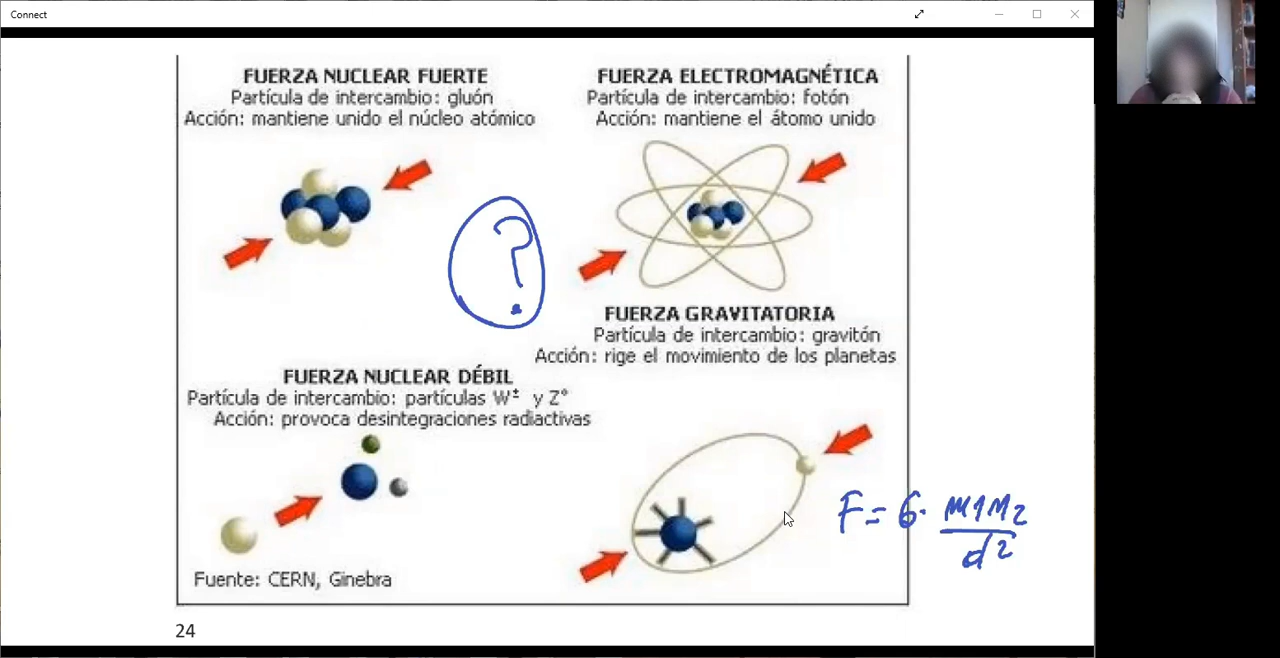 Connect
FUERZA NUCLEAR FUERTE
Partícula de intercambio: gluón
Acción: mantiene unido el núcleo atómico
FUERZA ELECTROMAGNÉTICA
Partícula de intercambio: fotón
Acción: mantiene el átomo unido
?
FUERZA GRAVITATORIA
Partícula de intercambio: gravitón
Acción: rige el movimiento de los planetas
FUERZA NUCLEAR DÉBIL
Partícula de intercambio: partículas W± y Z°
Acción: provoca desintegraciones radiactivas
F = G · m1m2 / d²
Fuente: CERN, Ginebra
24